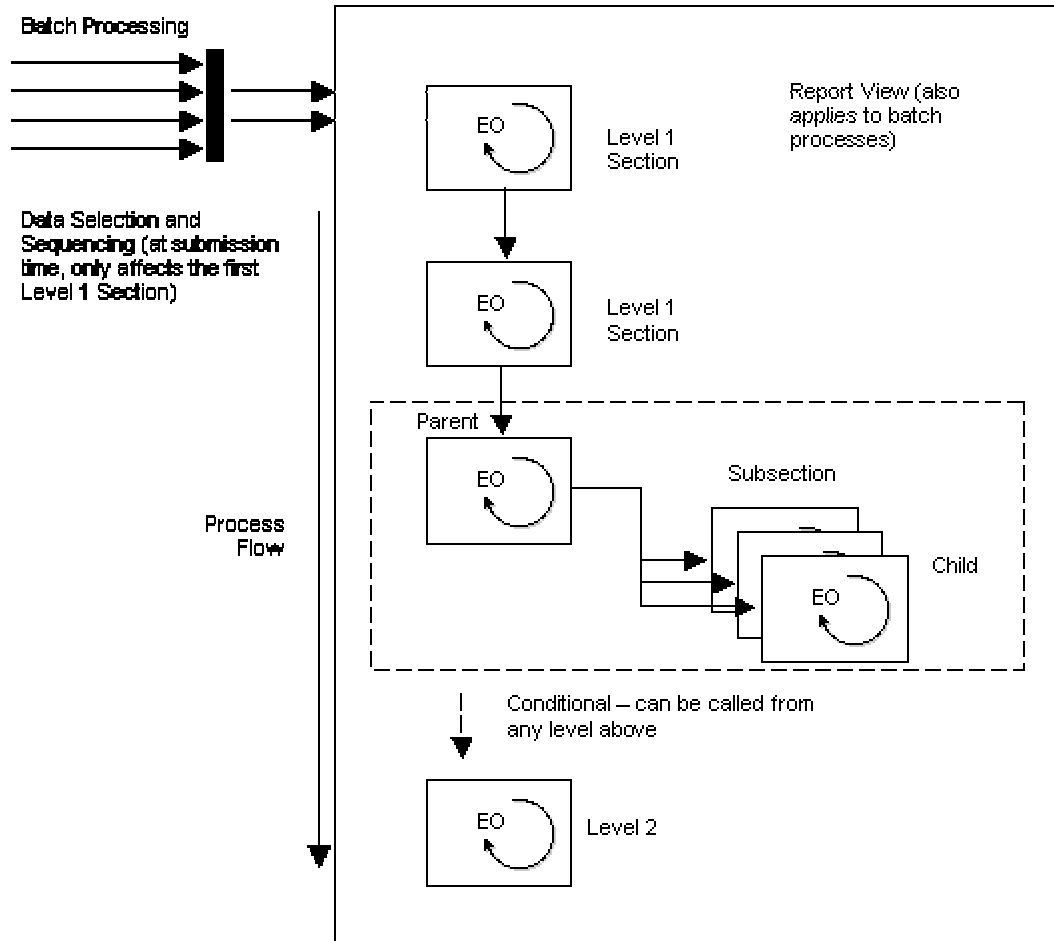 Batch Processing
Data Selection and
Sequencing (at submission
time, only affects the first
Level 1 Section)
Process
Flow
Report View (also
applies to batch
processes)
EO
Level 1
Section
EO
Level 1
Section
Parent
EO
Subsection
Child
EO
Conditional – can be called from
any level above
EO
Level 2